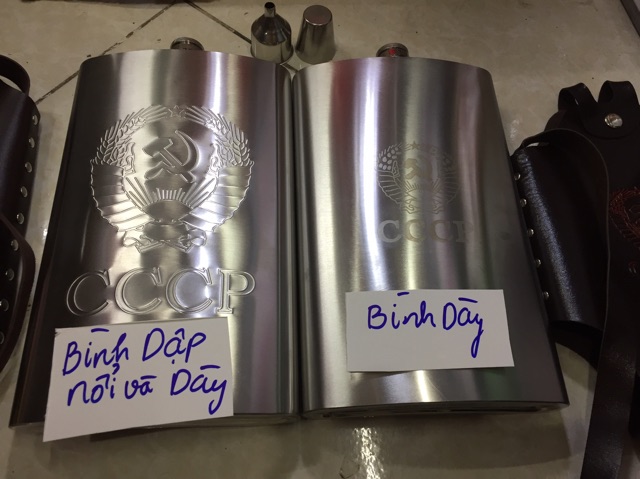 CCCP
Bình Dập
nổi và Dày
CCCP
Bình Dày